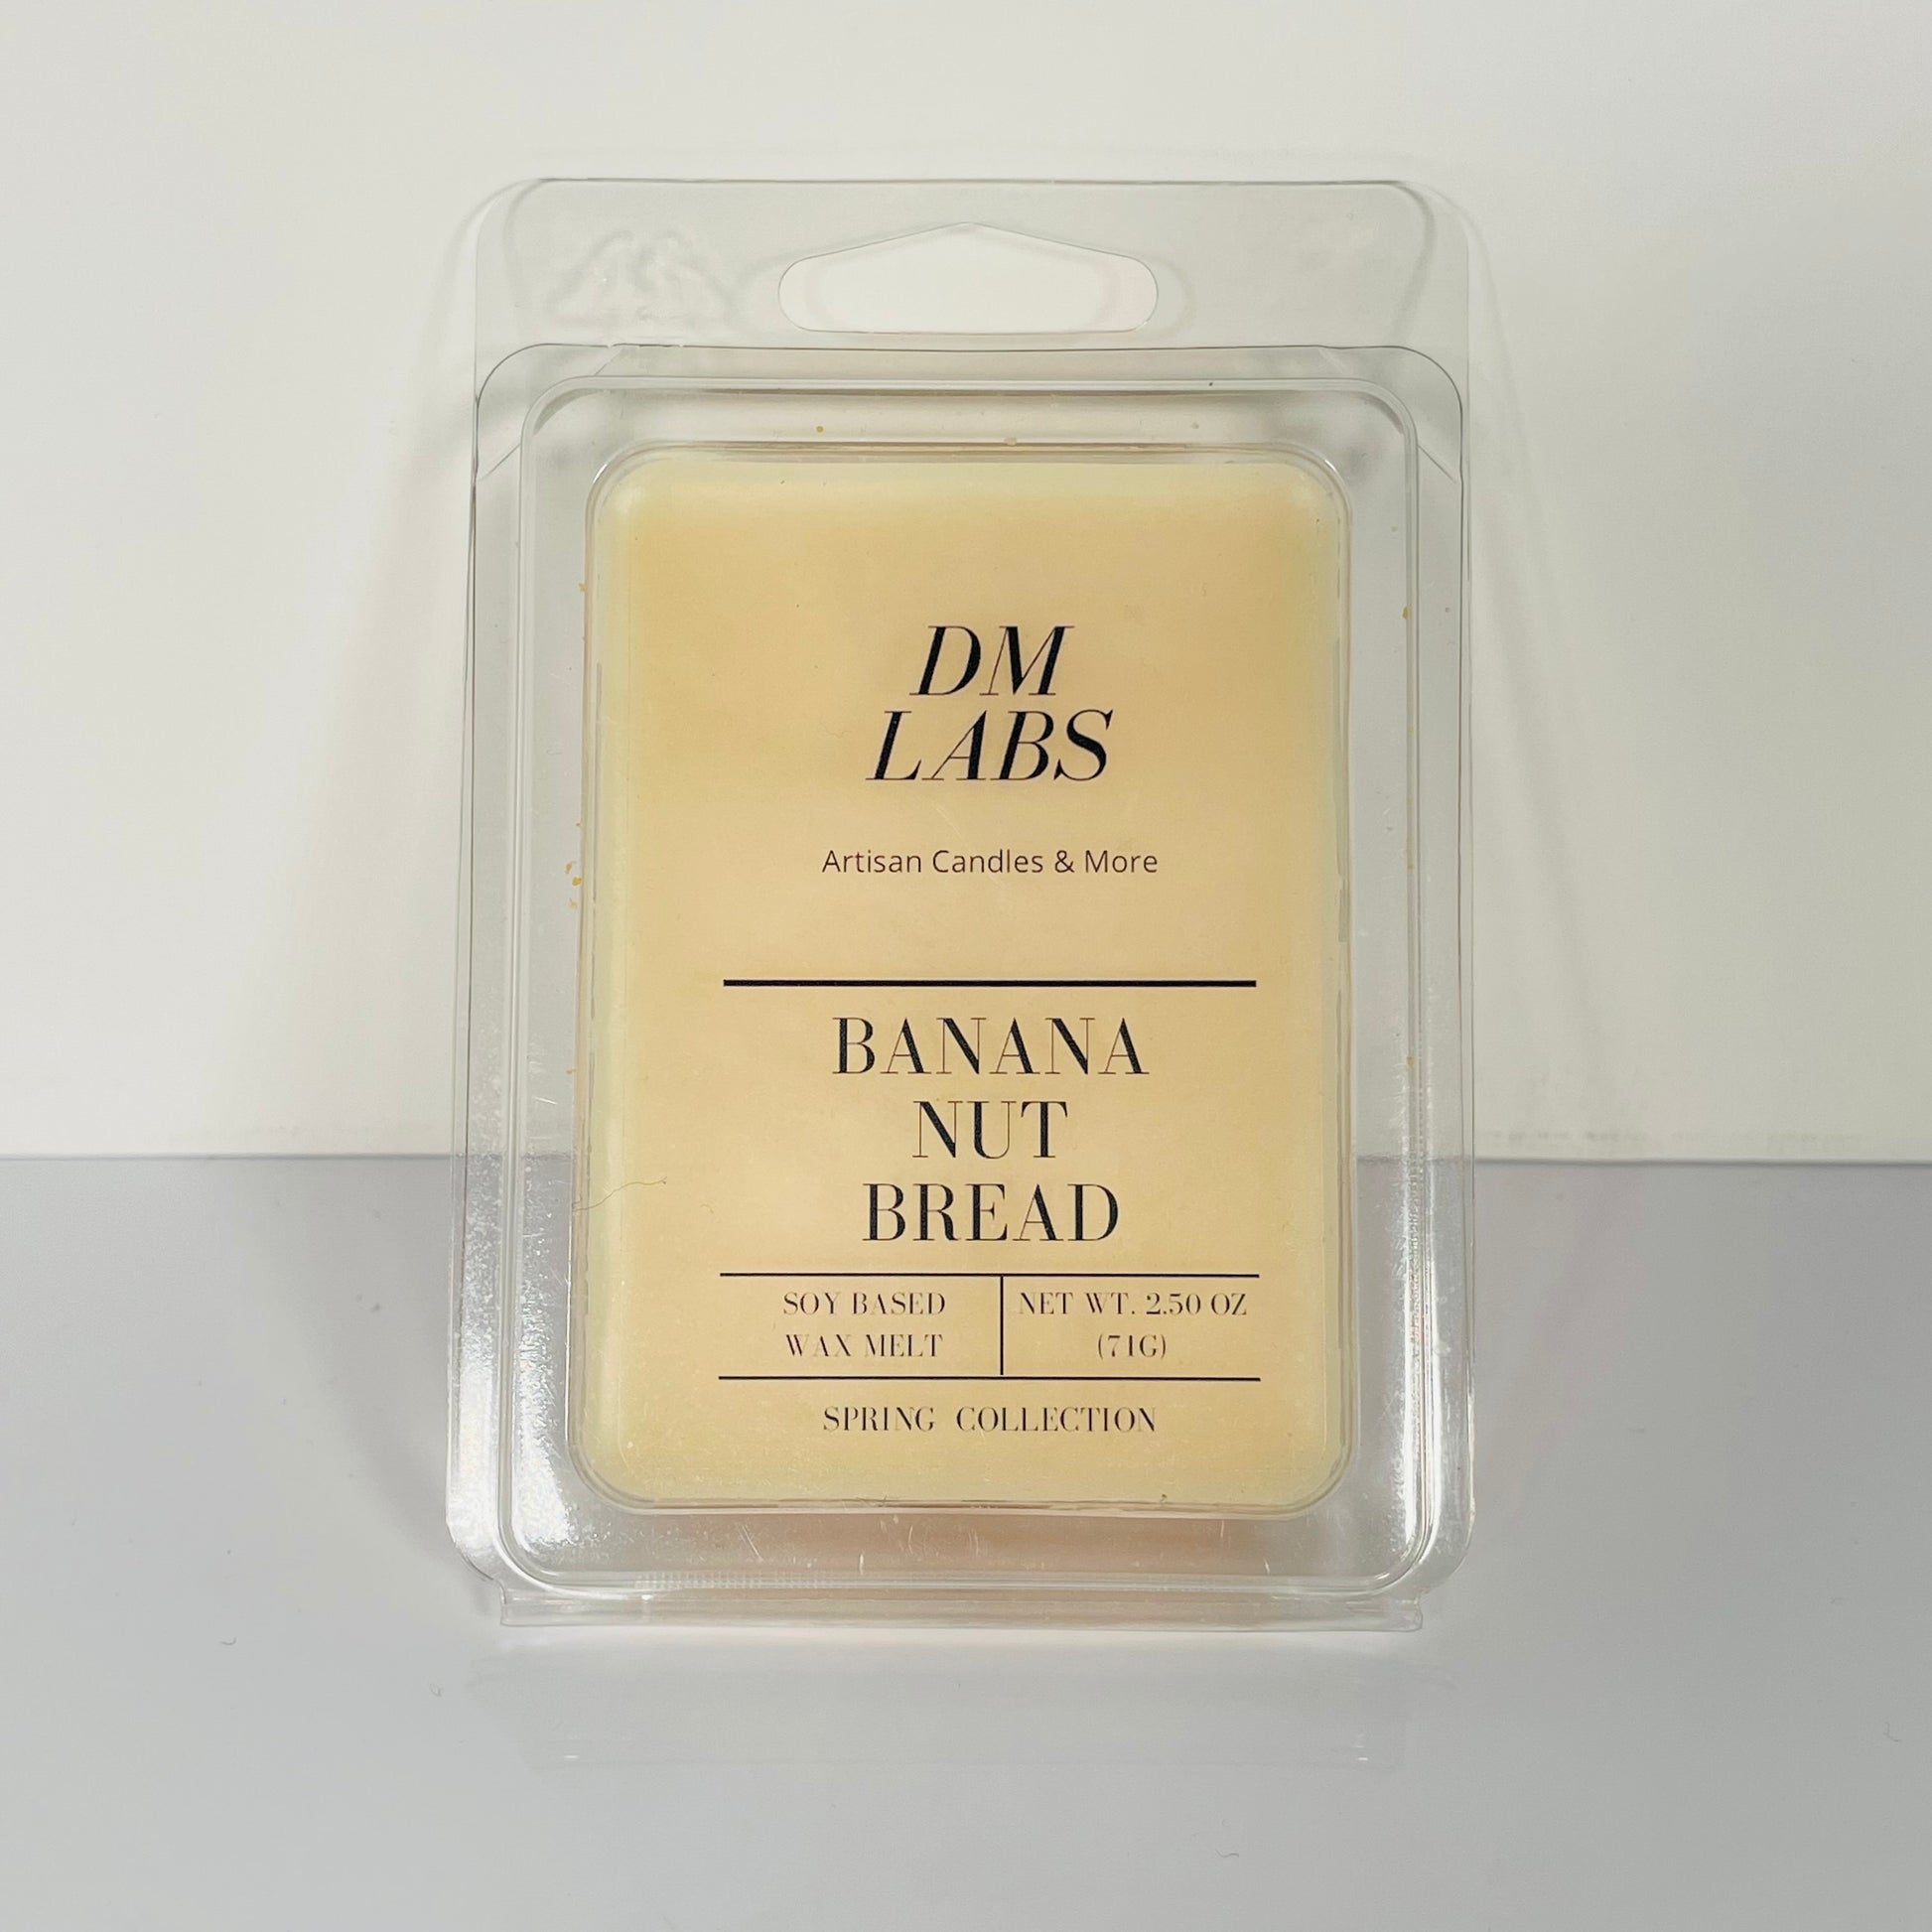 DM
LABS
Artisan Candles & More
BANANA
NUT
BREAD
SOY BASED
WAX MELT
NET WT. 2.50 OZ
(71G)
SPRING COLLECTION